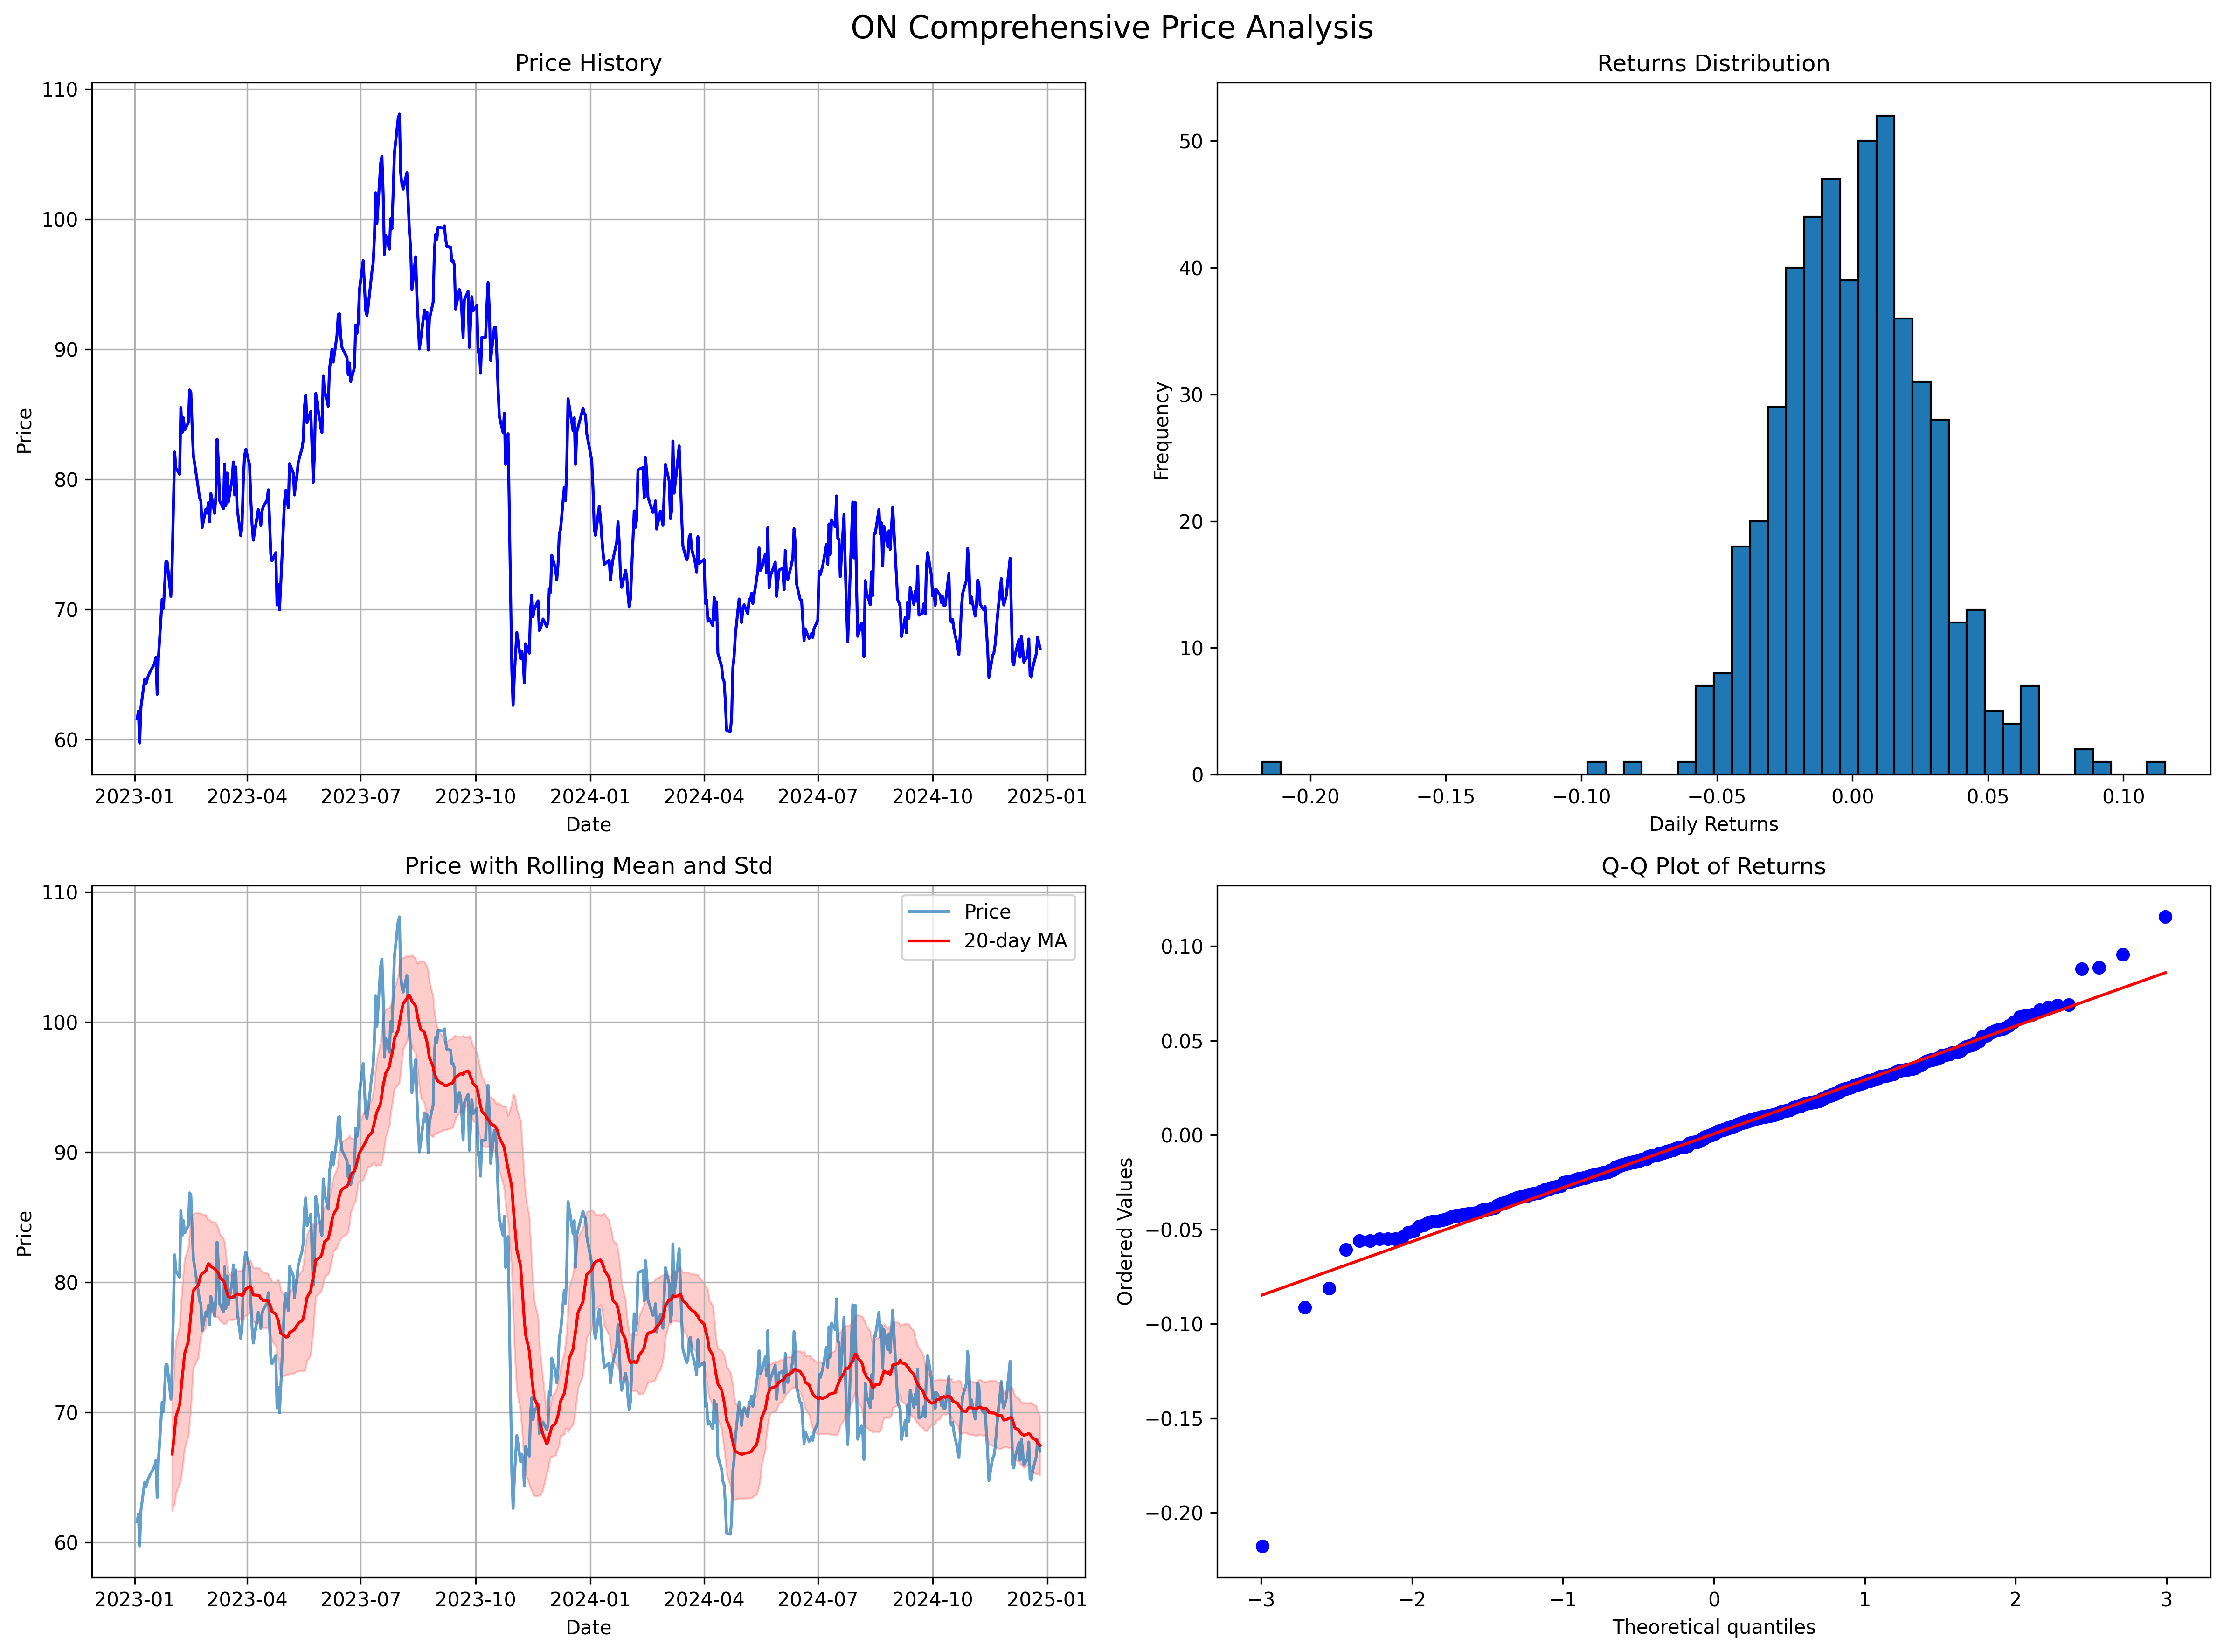 ON Comprehensive Price Analysis
Price History
Price
110
100
90
80
70
60
2023-01 2023-04 2023-07 2023-10 2024-01 2024-04 2024-07 2024-10 2025-01
Date
Returns Distribution
Frequency
50
40
30
20
10
0
−0.20 −0.15 −0.10 −0.05 0.00 0.05 0.10
Daily Returns
Price with Rolling Mean and Std
Price
110
100
90
80
70
60
Price
20-day MA
2023-01 2023-04 2023-07 2023-10 2024-01 2024-04 2024-07 2024-10 2025-01
Date
Q-Q Plot of Returns
Ordered Values
0.10
0.05
0.00
−0.05
−0.10
−0.15
−0.20
−3 −2 −1 0 1 2 3
Theoretical quantiles